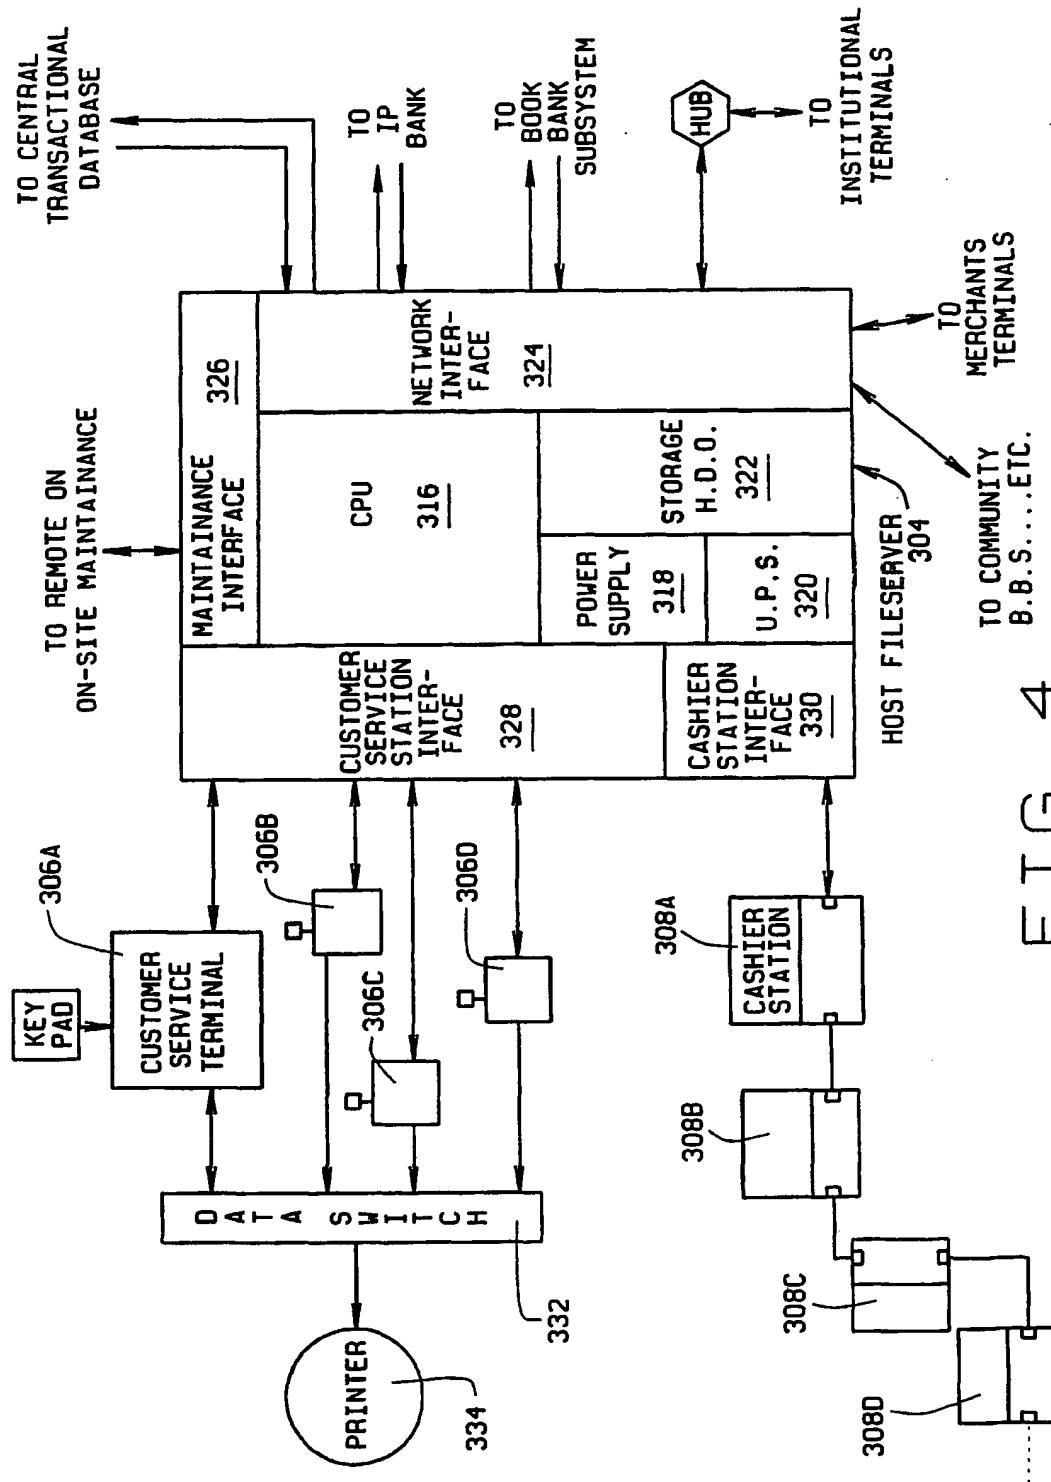 TO CENTRAL
TRANSACTIONAL
DATABASE
TO
IP
BANK
TO
BOOK
BANK
SUBSYSTEM
HUB
TO
INSTITUTIONAL
TERMINALS
TO REMOTE ON
ON-SITE MAINTAINANCE
MAINTAINANCE
INTERFACE
326
NETWORK
INTER-
FACE
324
TO
MERCHANTS
TERMINALS
CPU
316
STORAGE
H.D.O.
322
POWER
SUPPLY
318
U.P.S.
320
HOST FILESERVER
304
TO COMMUNITY
B.B.S....ETC.
CUSTOMER
SERVICE
STATION
INTER-
FACE
328
CASHIER
STATION
INTER-
FACE
330
KEY
PAD
306A
CUSTOMER
SERVICE
TERMINAL
306B
306C
306D
DATA SWITCH
332
PRINTER
334
308A
CASHIER
STATION
308B
308C
308D
FIG 4